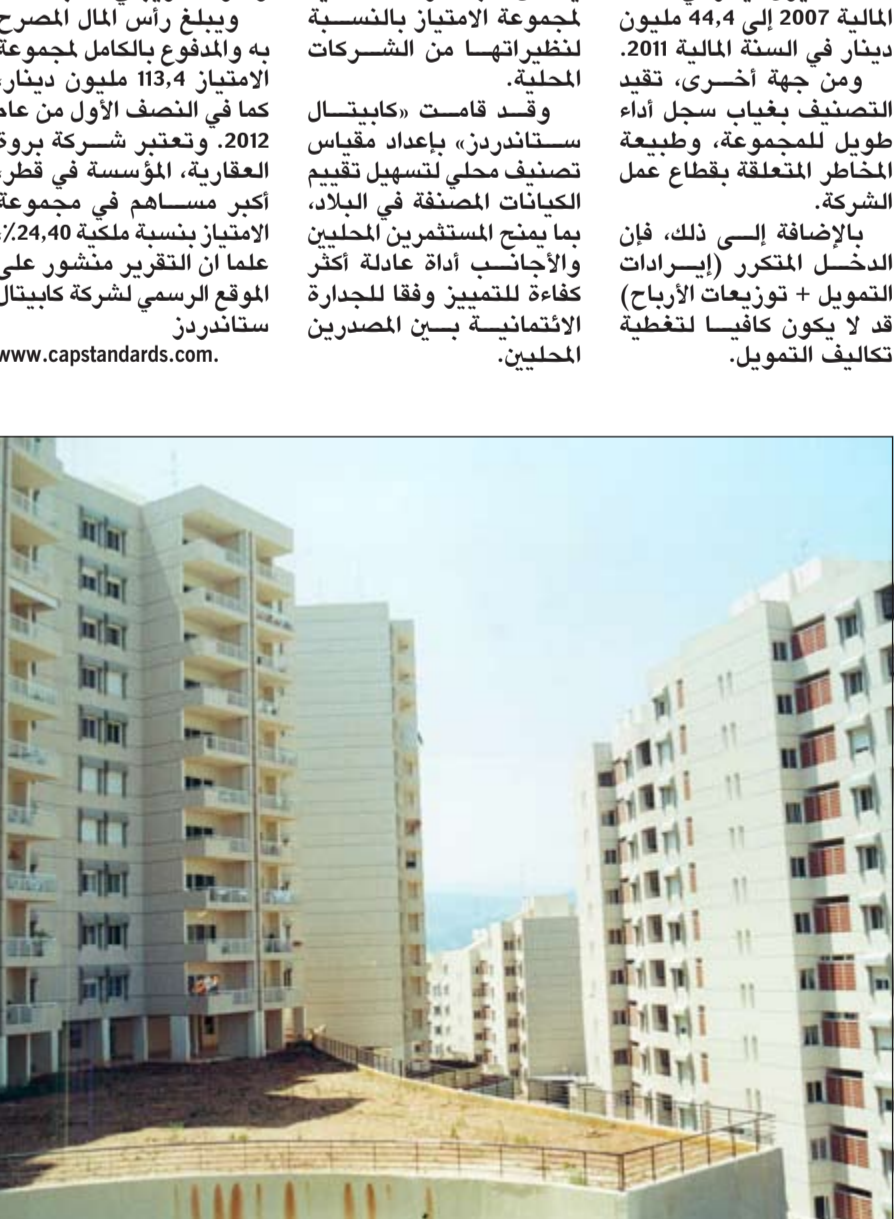 المالية 2007 إلى 44,4 مليون
دينار في السنة المالية 2011.
ومن جهة أخرى، تقيد
التصنيف بغياب سجل أداء
طويل للمجموعة، وطبيعة
المخاطر المتعلقة بقطاع عمل
الشركة.
بالإضافة إلى ذلك، فإن
الدخل المتكرر (إيرادات
التمويل + توزيعات الأرباح)
قد لا يكون كافيا لتغطية
تكاليف التمويل.
لمجموعة الامتياز بالنسبة
لنظيراتها من الشركات
المحلية.
وقد قامت «كابيتال
ستاندردز» بإعداد مقياس
تصنيف محلي لتسهيل تقييم
الكيانات المصنفة في البلاد،
بما يمنح المستثمرين المحليين
والأجانب أداة عادلة أكثر
كفاءة للتمييز وفقا للجدارة
الائتمانية بين المصدرين
المحليين.
ويبلغ رأس المال المصرح
به والمدفوع بالكامل لمجموعة
الامتياز 113,4 مليون دينار،
كما في النصف الأول من عام
2012. وتعتبر شركة بروة
العقارية، المؤسسة في قطر،
أكبر مساهم في مجموعة
الامتياز بنسبة ملكية 24,40٪،
علما ان التقرير منشور على
الموقع الرسمي لشركة كابيتال
ستاندردز
www.capstandards.com.